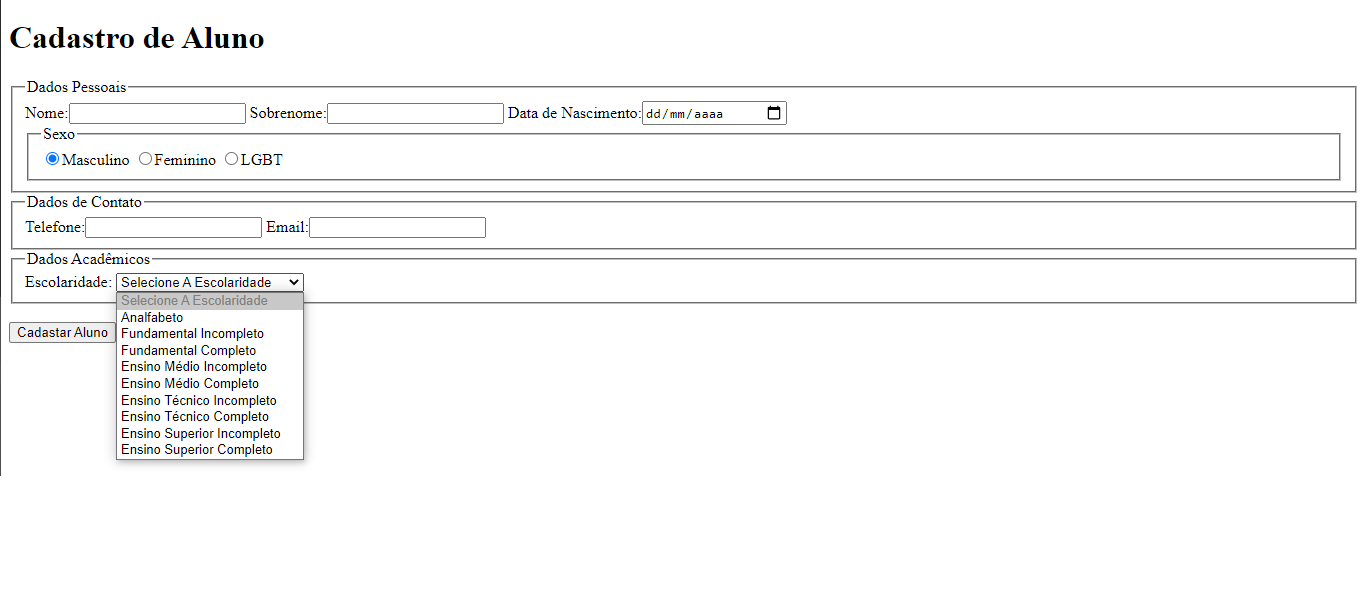 Cadastro de Aluno
Dados Pessoais
Nome: Sobrenome: Data de Nascimento: dd/mm/aaaa
Sexo
Masculino Feminino LGBT
Dados de Contato
Telefone: Email:
Dados Acadêmicos
Escolaridade: Selecione A Escolaridade
Selecione A Escolaridade
Analfabeto
Cadastar Aluno Fundamental Incompleto
Fundamental Completo
Ensino Médio Incompleto
Ensino Médio Completo
Ensino Técnico Incompleto
Ensino Técnico Completo
Ensino Superior Incompleto
Ensino Superior Completo